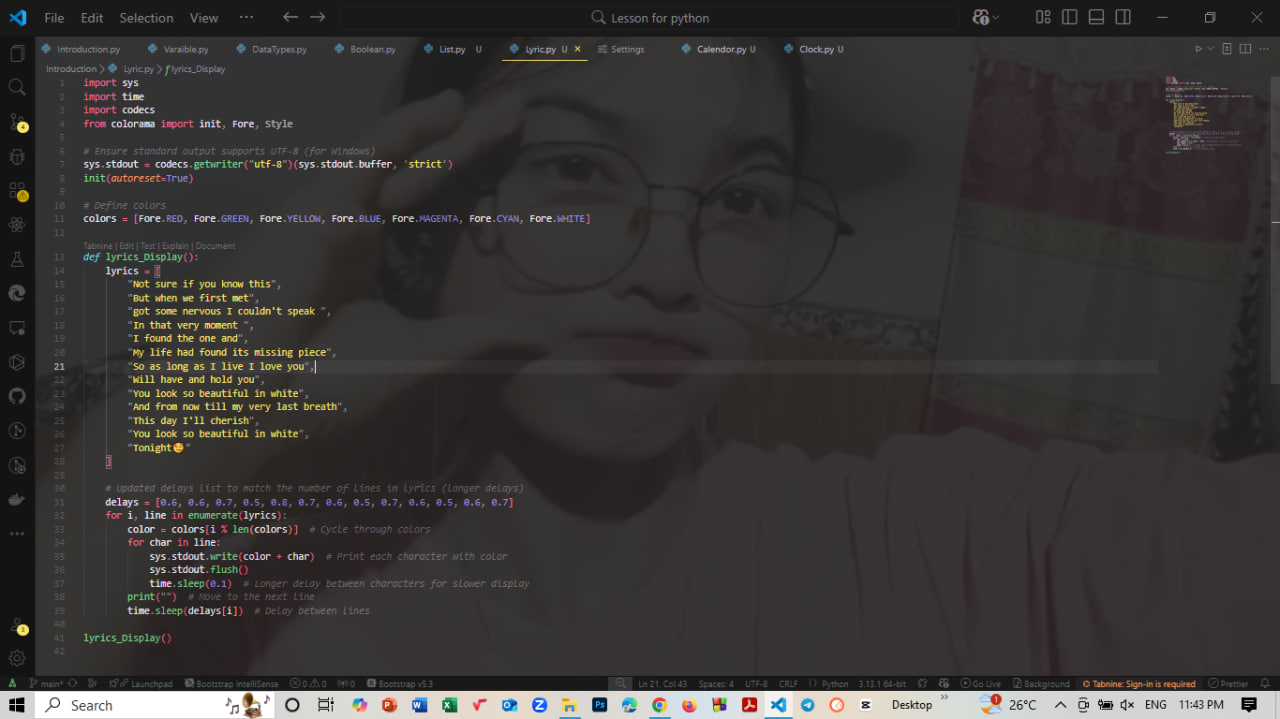 File Edit Selection View ··· Lesson for python
Introduction.py Varaible.py DataTypes.py Boolean.py List.py U Lyric.py U × Settings Calendor.py U Clock.py U
Introduction > Lyric.py > lyrics_Display
1 import sys
2 import time
3 import codecs
4 from colorama import init, Fore, Style
5
6 # Ensure standard output supports UTF-8 (for Windows)
7 sys.stdout = codecs.getwriter("utf-8")(sys.stdout.buffer, 'strict')
8 init(autoreset=True)
9
10 # Define colors
11 colors = [Fore.RED, Fore.GREEN, Fore.YELLOW, Fore.BLUE, Fore.MAGENTA, Fore.CYAN, Fore.WHITE]
12
Tabnine | Edit | Test | Explain | Document
13 def lyrics_Display():
14 lyrics = [
15 "Not sure if you know this",
16 "But when we first met",
17 "got some nervous I couldn't speak ",
18 "In that very moment ",
19 "I found the one and",
20 "My life had found its missing piece",
21 "So as long as I live I love you",
22 "Will have and hold you",
23 "You look so beautiful in white",
24 "And from now till my very last breath",
25 "This day I'll cherish",
26 "You look so beautiful in white",
27 "Tonight🤩"
28 ]
29
30 # Updated delays list to match the number of lines in lyrics (longer delays)
31 delays = [0.6, 0.6, 0.7, 0.5, 0.8, 0.7, 0.6, 0.5, 0.7, 0.6, 0.5, 0.6, 0.7]
32 for i, line in enumerate(lyrics):
33 color = colors[i % len(colors)] # Cycle through colors
34 for char in line:
35 sys.stdout.write(color + char) # Print each character with color
36 sys.stdout.flush()
37 time.sleep(0.1) # Longer delay between characters for slower display
38 print("") # Move to the next line
39 time.sleep(delays[i]) # Delay between lines
40
41 lyrics_Display()
42
main* Launchpad Bootstrap IntelliSense 0 0 0 Bootstrap v5.3 Ln 21, Col 43 Spaces: 4 UTF-8 CRLF Python 3.13.1 64-bit Go Live Background Tabnine: Sign-in is required Prettier
Search Desktop 26°C ENG 11:43 PM